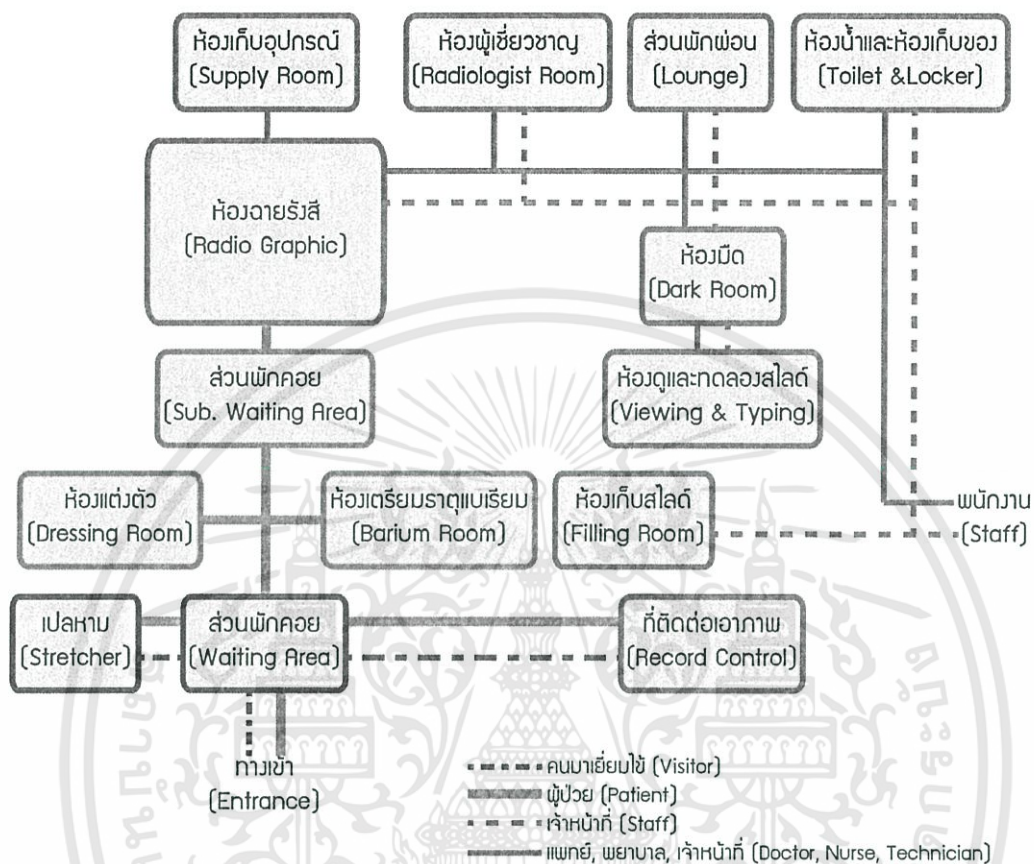 ห้องเก็บอุปกรณ์
(Supply Room)
ห้องผู้เชี่ยวชาญ
(Radiologist Room)
ส่วนพักผ่อน
(Lounge)
ห้องน้ำและห้องเก็บของ
(Toilet &Locker)
ห้องฉายรังสี
(Radio Graphic)
ห้องมืด
(Dark Room)
ส่วนพักคอย
(Sub. Waiting Area)
ห้องดูและทดลองสไลด์
(Viewing & Typing)
ห้องแต่งตัว
(Dressing Room)
ห้องเตรียมธาตุแบเรียม
(Barium Room)
ห้องเก็บสไลด์
(Filling Room)
พนักงาน
(Staff)
เปลหาม
(Stretcher)
ส่วนพักคอย
(Waiting Area)
ที่ติดต่อเอาภาพ
(Record Control)
ทางเข้า
(Entrance)
คนมาเยี่ยมไข้ (Visitor)
ผู้ป่วย (Patient)
เจ้าหน้าที่ (Staff)
แพทย์, พยาบาล, เจ้าหน้าที่ (Doctor, Nurse, Technician)